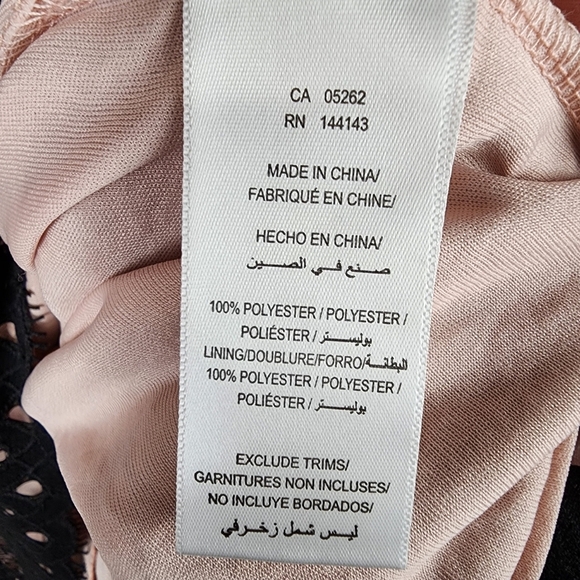 CA 05262
RN 144143
MADE IN CHINA/
FABRIQUÉ EN CHINE/
HECHO EN CHINA/
صنع في الصين
100% POLYESTER / POLYESTER /
POLIÉSTER / بوليستر
LINING/DOUBLURE/FORRO/البطانة
100% POLYESTER / POLYESTER /
POLIÉSTER / بوليستر
EXCLUDE TRIMS/
GARNITURES NON INCLUSES/
NO INCLUYE BORDADOS/
ليس شمل زخرفي